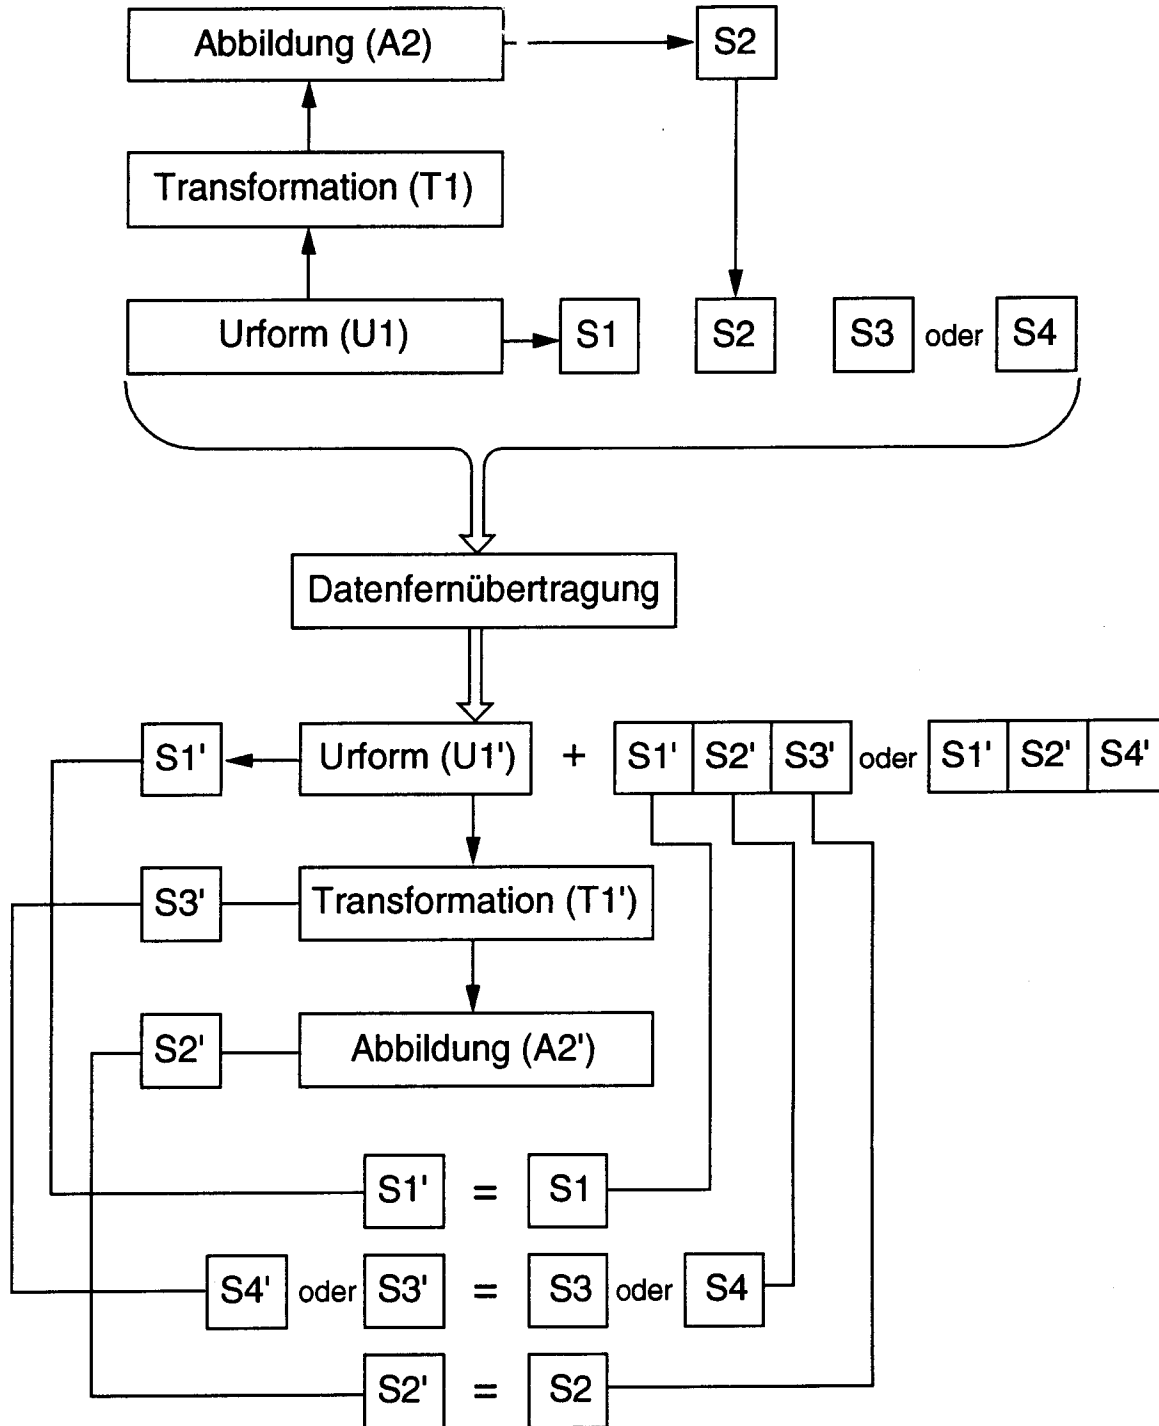 Abbildung (A2) S2
Transformation (T1)
Urform (U1) S1 S2 S3 oder S4
Datenfernübertragung
S1' Urform (U1') + S1' S2' S3' oder S1' S2' S4'
S3' Transformation (T1')
S2' Abbildung (A2')
S1' = S1
S4' oder S3' = S3 oder S4
S2' = S2